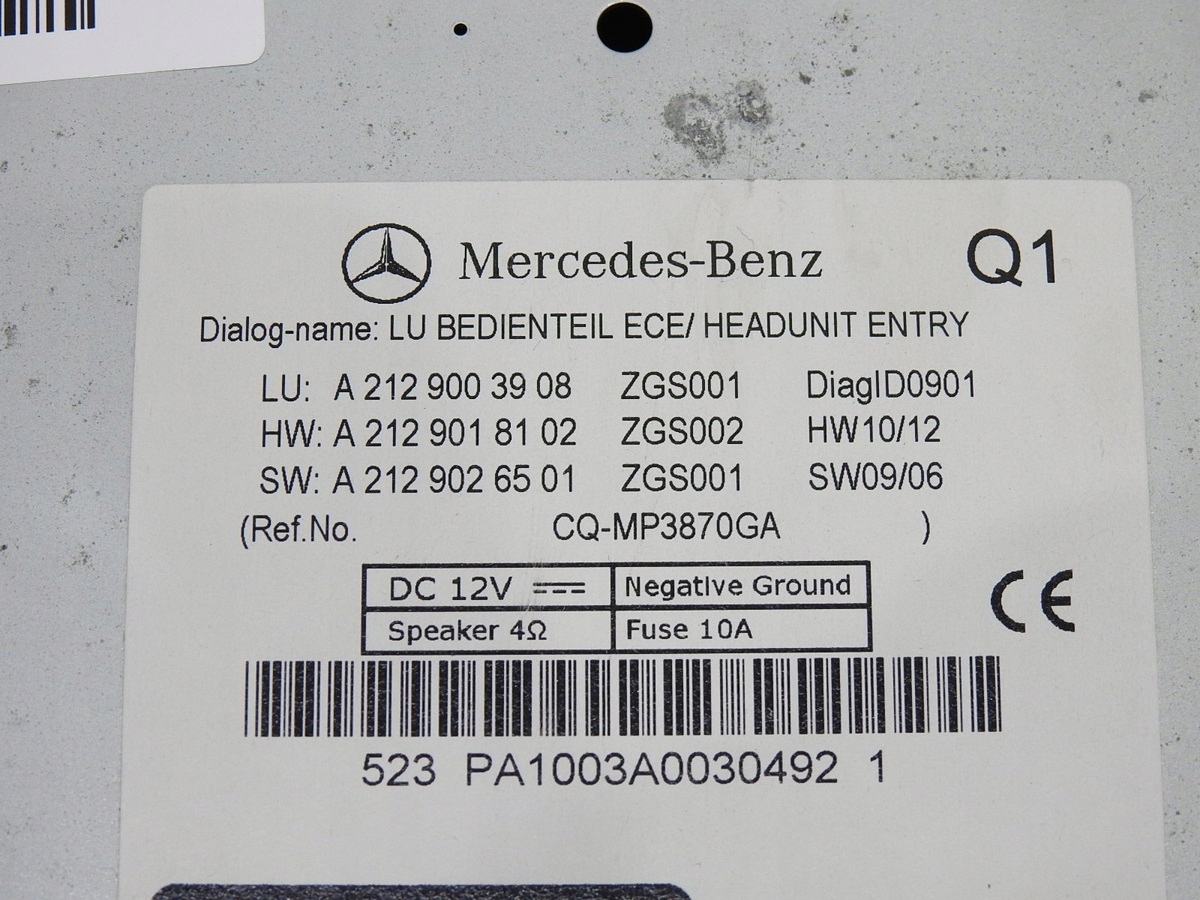 Mercedes-Benz Q1
Dialog-name: LU BEDIENTEIL ECE/ HEADUNIT ENTRY
LU: A 212 900 39 08 ZGS001 DiagID0901
HW: A 212 901 81 02 ZGS002 HW10/12
SW: A 212 902 65 01 ZGS001 SW09/06
(Ref.No. CQ-MP3870GA )
DC 12V ⎓ Negative Ground
Speaker 4Ω Fuse 10A
CE
523 PA1003A0030492 1